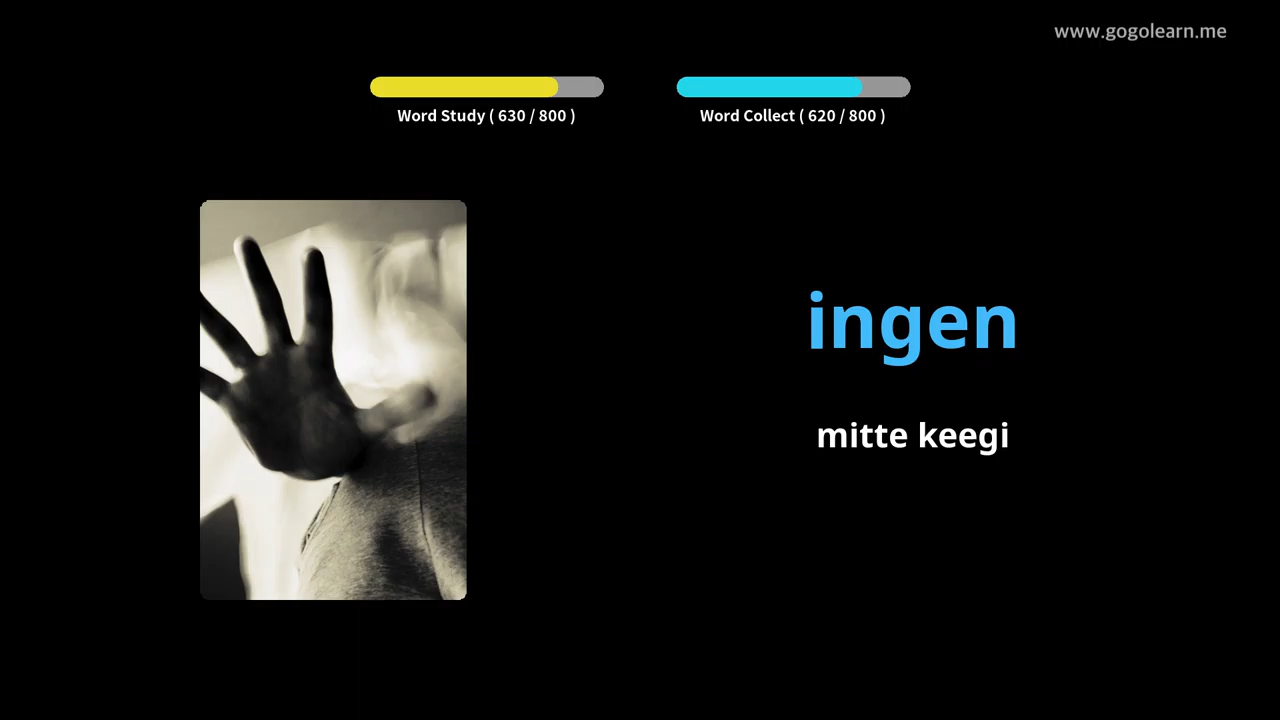 www.gogolearn.me
Word Study ( 630 / 800 )
Word Collect ( 620 / 800 )
ingen
mitte keegi